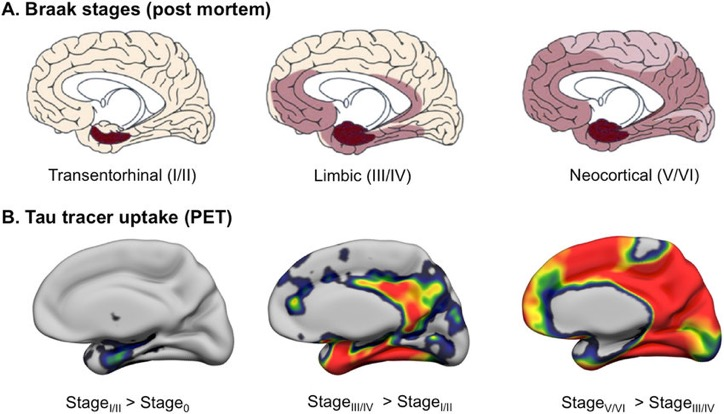 A. Braak stages (post mortem)
Transentorhinal (I/II)
Limbic (III/IV)
Neocortical (V/VI)
B. Tau tracer uptake (PET)
StageI/II > Stage0
StageIII/IV > StageI/II
StageV/VI > StageIII/IV